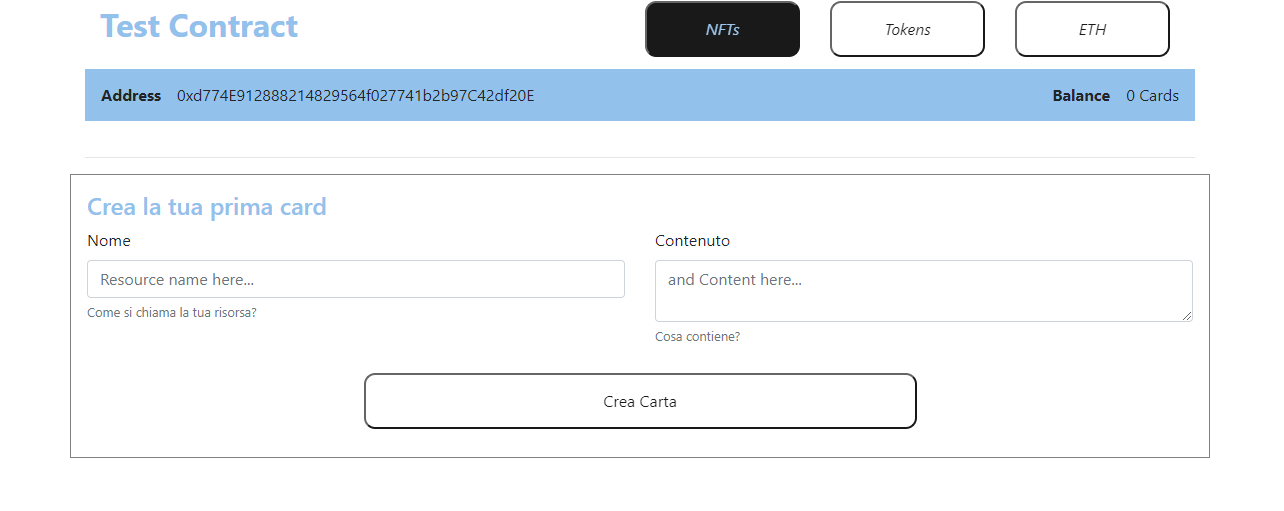 Test Contract
NFTs
Tokens
ETH
Address 0xd774E912888214829564f027741b2b97C42df20E Balance 0 Cards
Crea la tua prima card
Nome
Resource name here...
Come si chiama la tua risorsa?
Contenuto
and Content here...
Cosa contiene?
Crea Carta